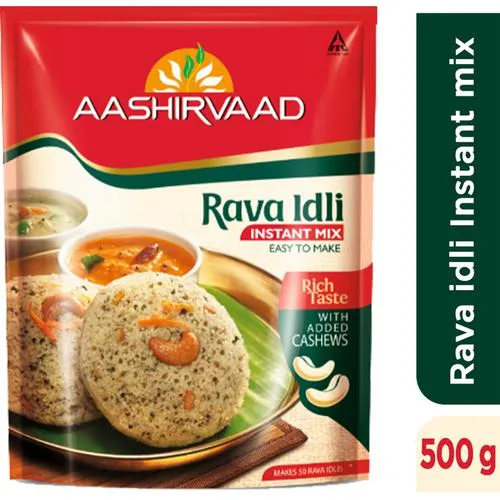 AASHIRVAAD
Rava Idli
INSTANT MIX
EASY TO MAKE
Rich
Taste
WITH
ADDED
CASHEWS
MAKES 50 RAVA IDLIS
Rava idli Instant mix
500 g